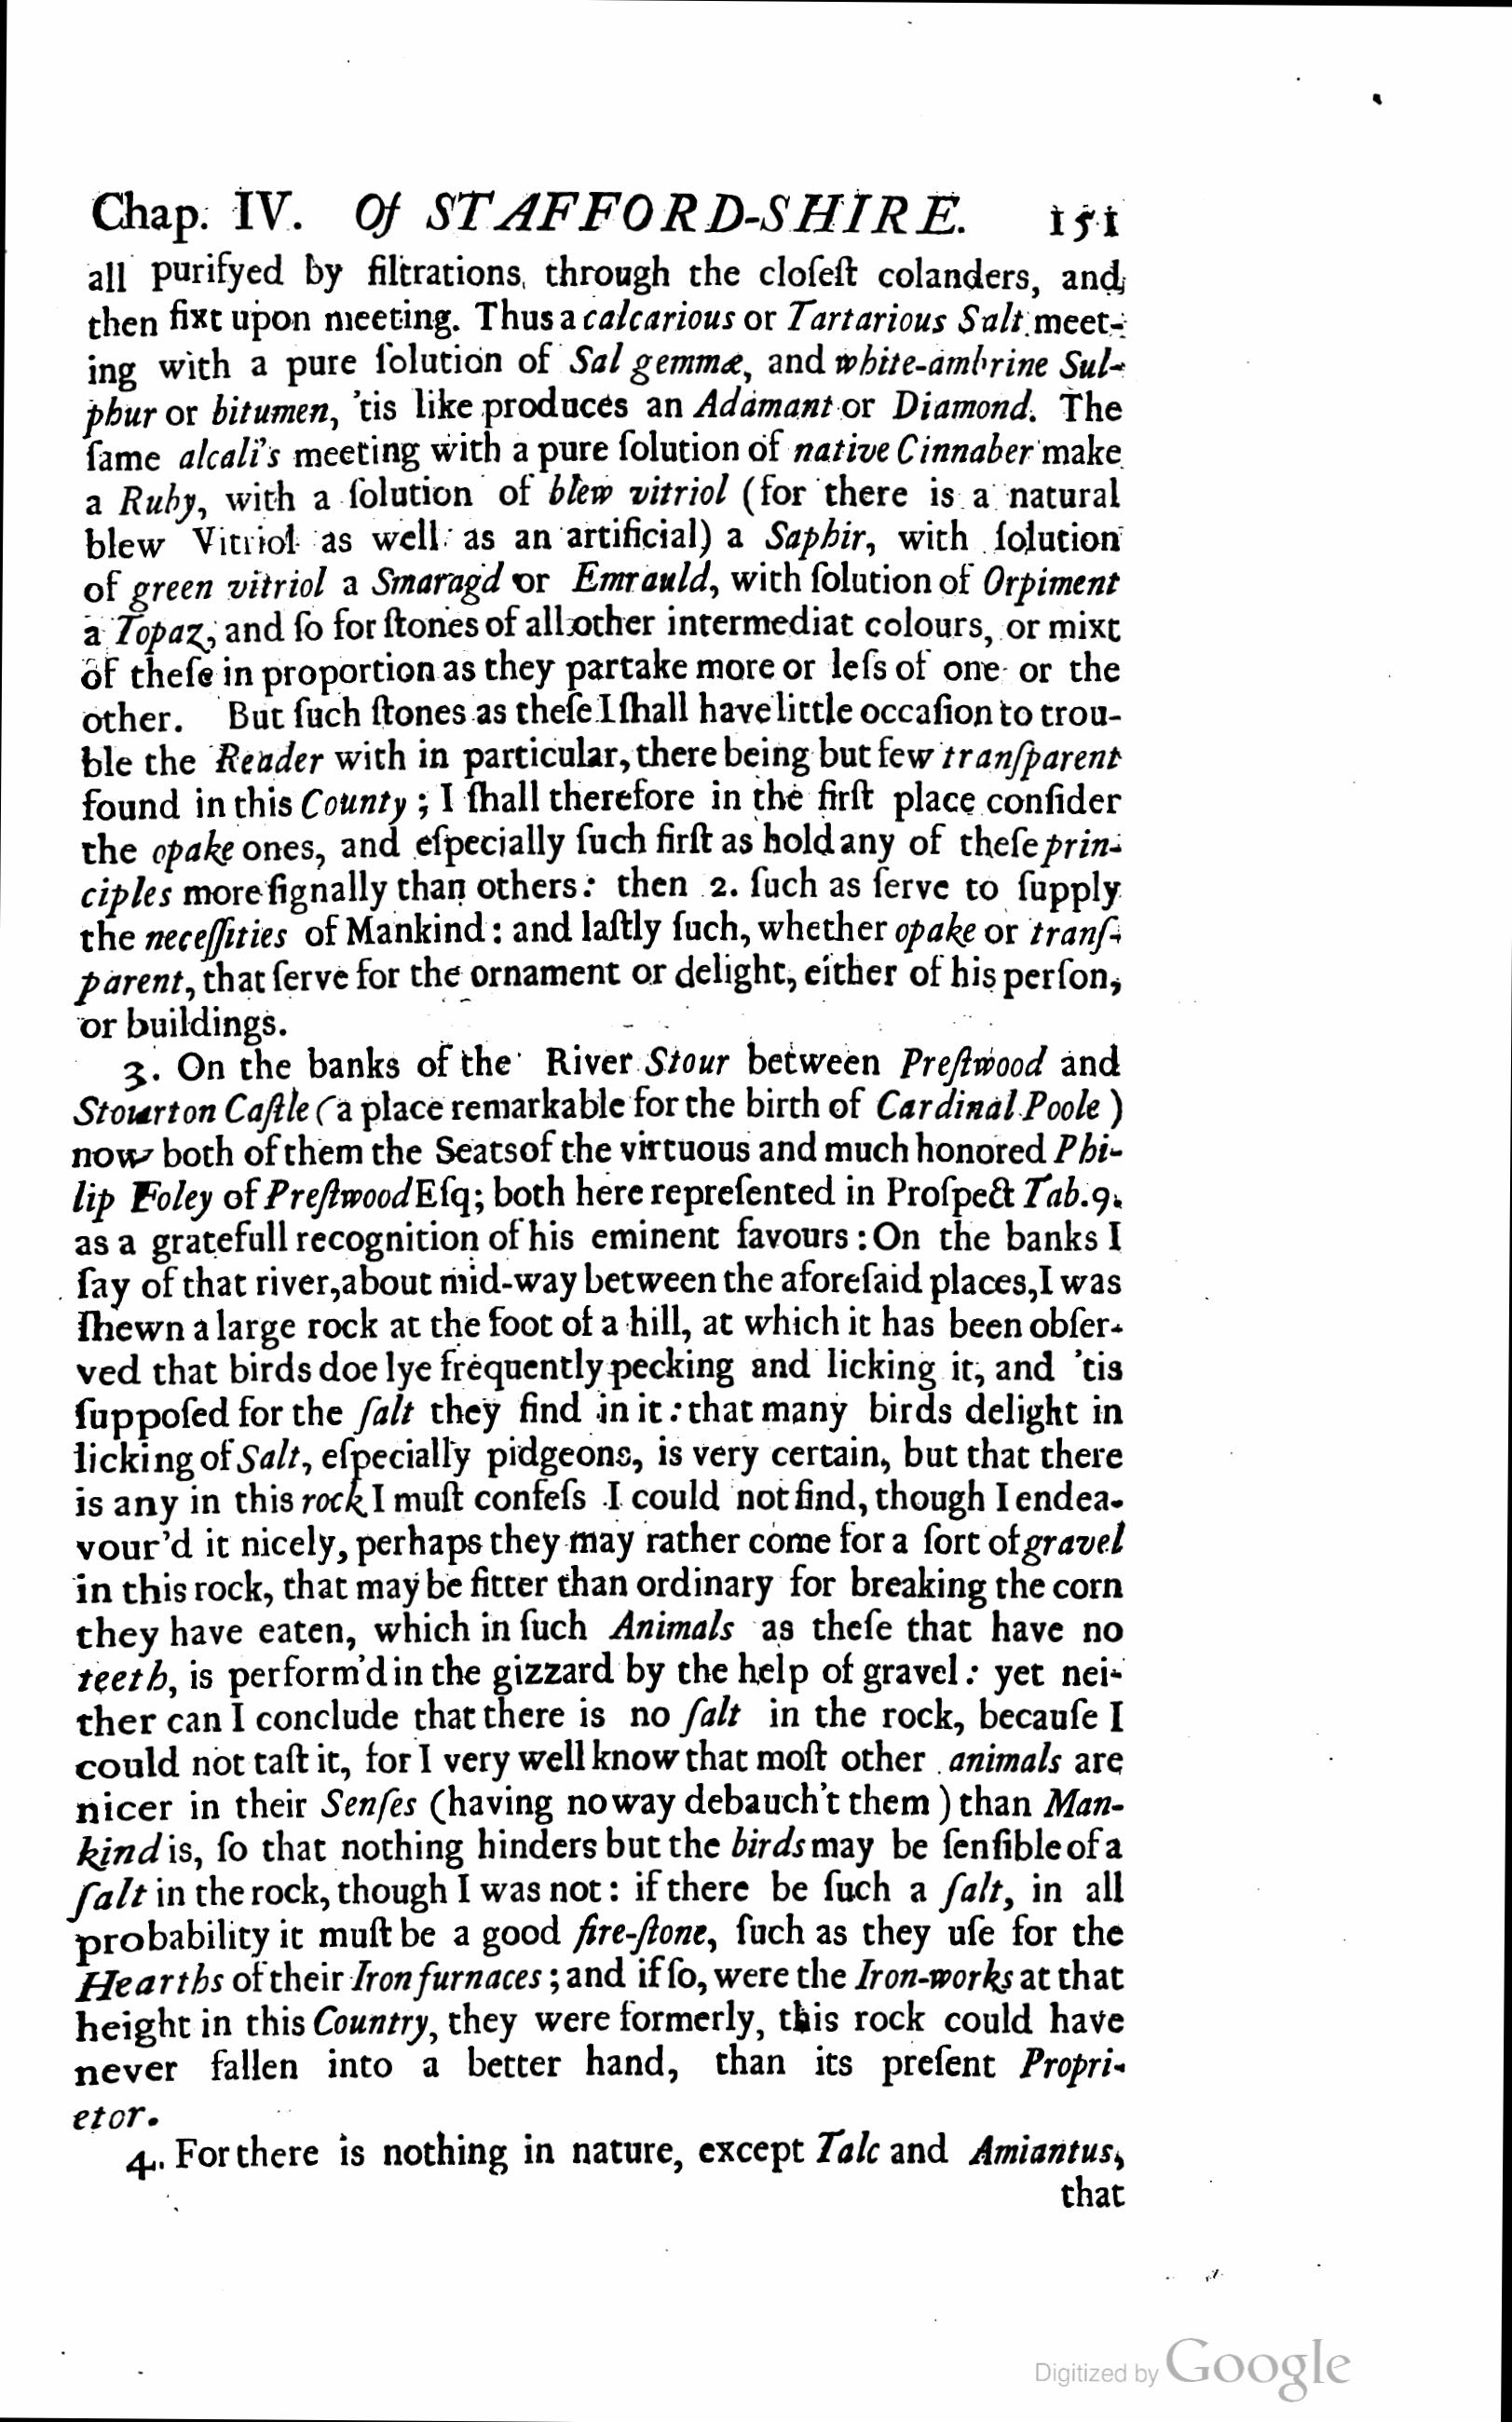 Chap. IV. Of STAFFORD-SHIRE. 151
all purifyed by filtrations, through the cloſeſt colanders, and,
then fixt upon meeting. Thus a calcarious or Tartarious Salt meet-
ing with a pure ſolution of Sal gemmæ, and white-ambrine Sul-
phur or bitumen, 'tis like produces an Adamant or Diamond. The
ſame alcali's meeting with a pure ſolution of native Cinnaber make
a Ruby, with a ſolution of blew vitriol (for there is a natural
blew Vitriol as well as an artificial) a Saphir, with ſolution
of green vitriol a Smaragd or Emrauld, with ſolution of Orpiment
a Topaz, and ſo for ſtones of all other intermediat colours, or mixt
of theſe in proportion as they partake more or leſs of one or the
other. But ſuch ſtones as theſe I ſhall have little occaſion to trou-
ble the Reader with in particular, there being but few tranſparent
found in this County; I ſhall therefore in the firſt place conſider
the opake ones, and eſpecially ſuch firſt as hold any of theſe prin-
ciples more ſignally than others: then 2. ſuch as ſerve to ſupply
the neceſſities of Mankind: and laſtly ſuch, whether opake or tranſ-
parent, that ſerve for the ornament or delight, either of his perſon,
or buildings.
3. On the banks of the River Stour between Preſtwood and
Stourton Caſtle (a place remarkable for the birth of Cardinal Poole)
now both of them the Seats of the virtuous and much honored Phi-
lip Foley of Preſtwood Eſq; both here repreſented in Proſpect Tab. 9.
as a gratefull recognition of his eminent favours: On the banks I
ſay of that river, about mid-way between the aforeſaid places, I was
ſhewn a large rock at the foot of a hill, at which it has been obſer-
ved that birds doe lye frequently pecking and licking it, and 'tis
ſuppoſed for the ſalt they find in it: that many birds delight in
licking of Salt, eſpecially pidgeons, is very certain, but that there
is any in this rock I muſt confeſs I could not find, though I endea-
vour'd it nicely, perhaps they may rather come for a ſort of gravel
in this rock, that may be fitter than ordinary for breaking the corn
they have eaten, which in ſuch Animals as theſe that have no
teeth, is perform'd in the gizzard by the help of gravel: yet nei-
ther can I conclude that there is no ſalt in the rock, becauſe I
could not taſt it, for I very well know that moſt other animals are
nicer in their Senſes (having no way debauch't them) than Man-
kind is, ſo that nothing hinders but the birds may be ſenſible of a
ſalt in the rock, though I was not: if there be ſuch a ſalt, in all
probability it muſt be a good fire-ſtone, ſuch as they uſe for the
Hearths of their Iron furnaces; and if ſo, were the Iron-works at that
height in this Country, they were formerly, this rock could have
never fallen into a better hand, than its preſent Propri-
etor.
4. For there is nothing in nature, except Talc and Amiantus,
that
Digitized by Google